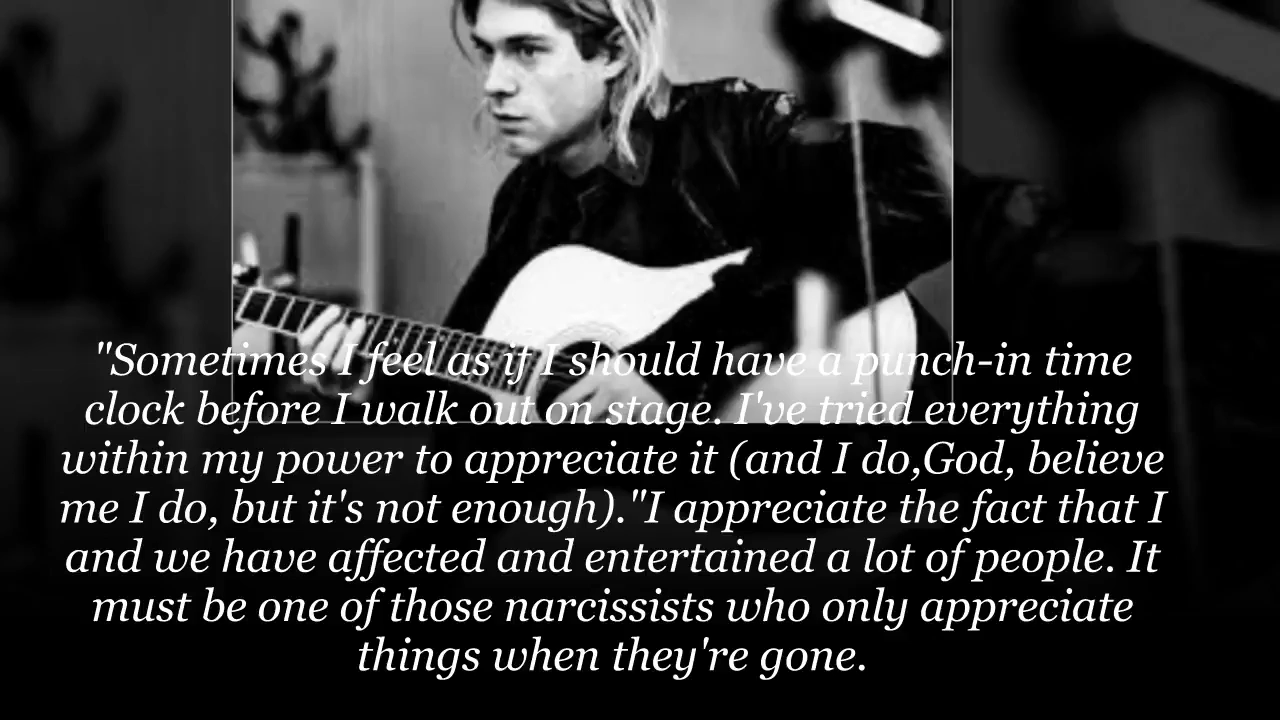 "Sometimes I feel as if I should have a punch-in time
clock before I walk out on stage. I've tried everything
within my power to appreciate it (and I do,God, believe
me I do, but it's not enough)."I appreciate the fact that I
and we have affected and entertained a lot of people. It
must be one of those narcissists who only appreciate
things when they're gone.